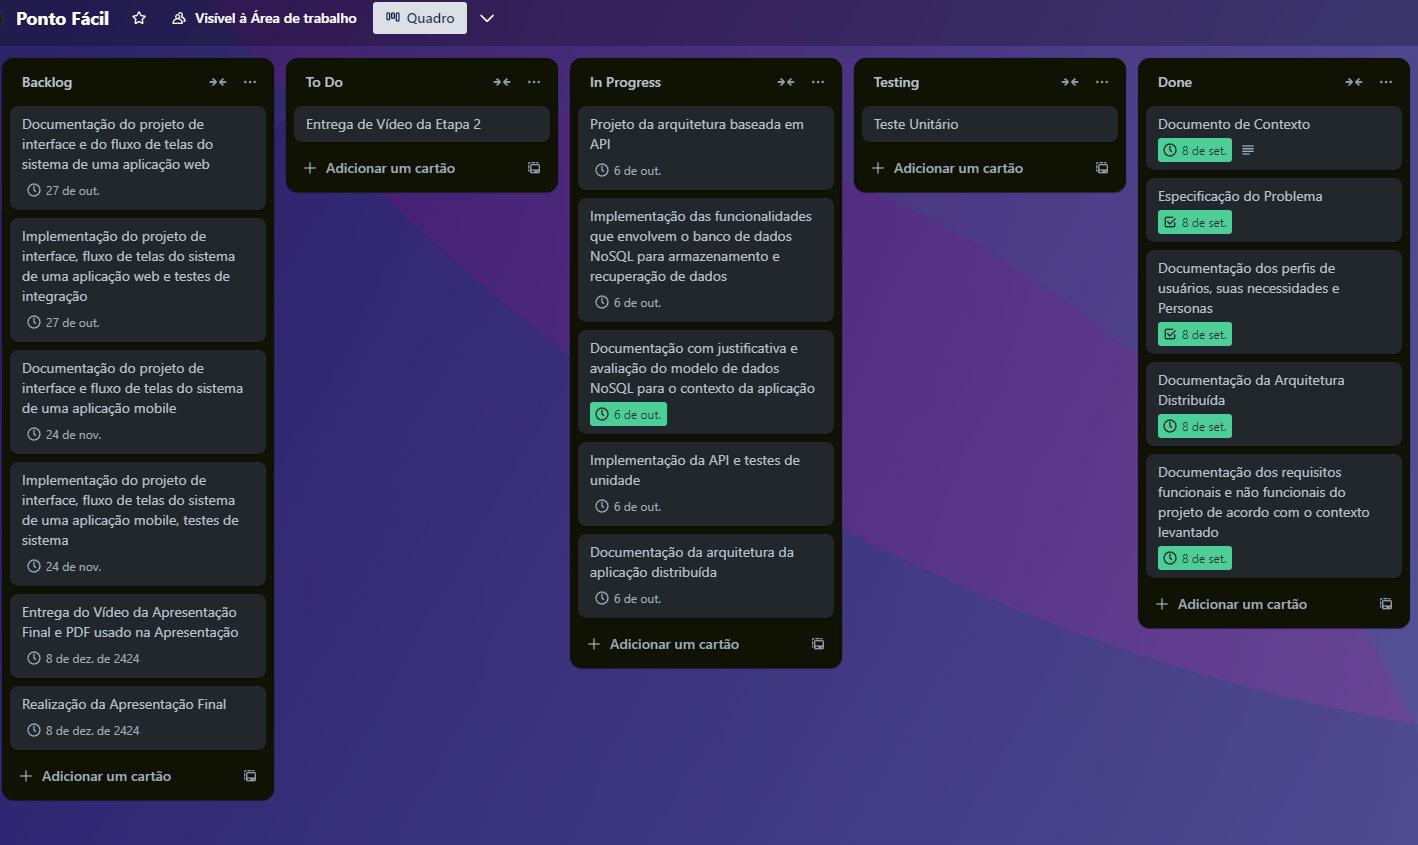 Ponto Fácil
Visível à Área de trabalho
Quadro
Backlog
Documentação do projeto de
interface e do fluxo de telas do
sistema de uma aplicação web
27 de out.
Implementação do projeto de
interface, fluxo de telas do sistema
de uma aplicação web e testes de
integração
27 de out.
Documentação do projeto de
interface e fluxo de telas do sistema
de uma aplicação mobile
24 de nov.
Implementação do projeto de
interface, fluxo de telas do sistema
de uma aplicação mobile, testes de
sistema
24 de nov.
Entrega do Vídeo da Apresentação
Final e PDF usado na Apresentação
8 de dez. de 2424
Realização da Apresentação Final
8 de dez. de 2424
Adicionar um cartão
To Do
Entrega de Vídeo da Etapa 2
Adicionar um cartão
In Progress
Projeto da arquitetura baseada em
API
6 de out.
Implementação das funcionalidades
que envolvem o banco de dados
NoSQL para armazenamento e
recuperação de dados
6 de out.
Documentação com justificativa e
avaliação do modelo de dados
NoSQL para o contexto da aplicação
6 de out.
Implementação da API e testes de
unidade
6 de out.
Documentação da arquitetura da
aplicação distribuída
6 de out.
Adicionar um cartão
Testing
Teste Unitário
Adicionar um cartão
Done
Documento de Contexto
8 de set.
Especificação do Problema
8 de set.
Documentação dos perfis de
usuários, suas necessidades e
Personas
8 de set.
Documentação da Arquitetura
Distribuída
8 de set.
Documentação dos requisitos
funcionais e não funcionais do
projeto de acordo com o contexto
levantado
8 de set.
Adicionar um cartão